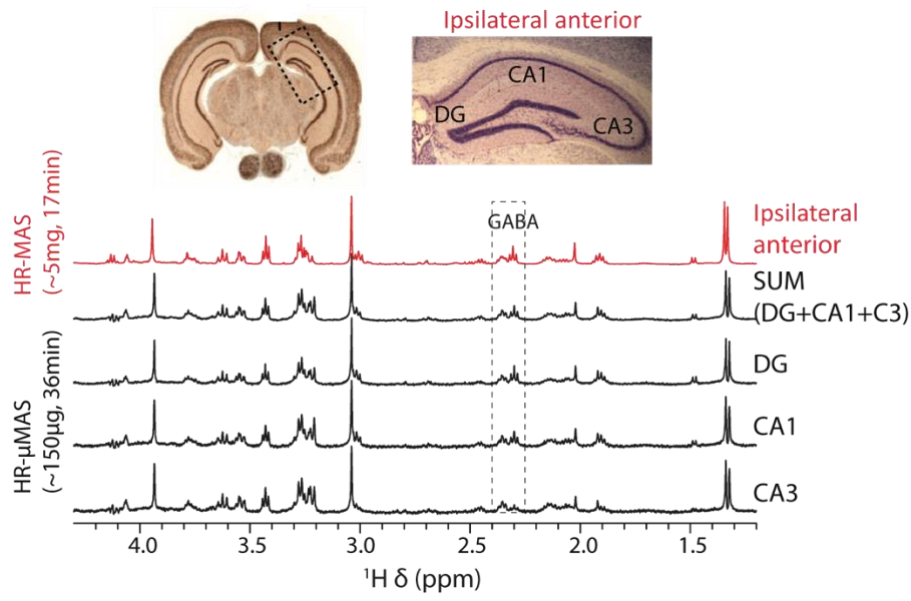 Ipsilateral anterior
CA1
DG
CA3
HR-MAS
(~5mg, 17min)
GABA
Ipsilateral
anterior
SUM
(DG+CA1+C3)
HR-μMAS
(~150μg, 36min)
DG
CA1
CA3
4.0 3.5 3.0 2.5 2.0 1.5
¹H δ (ppm)